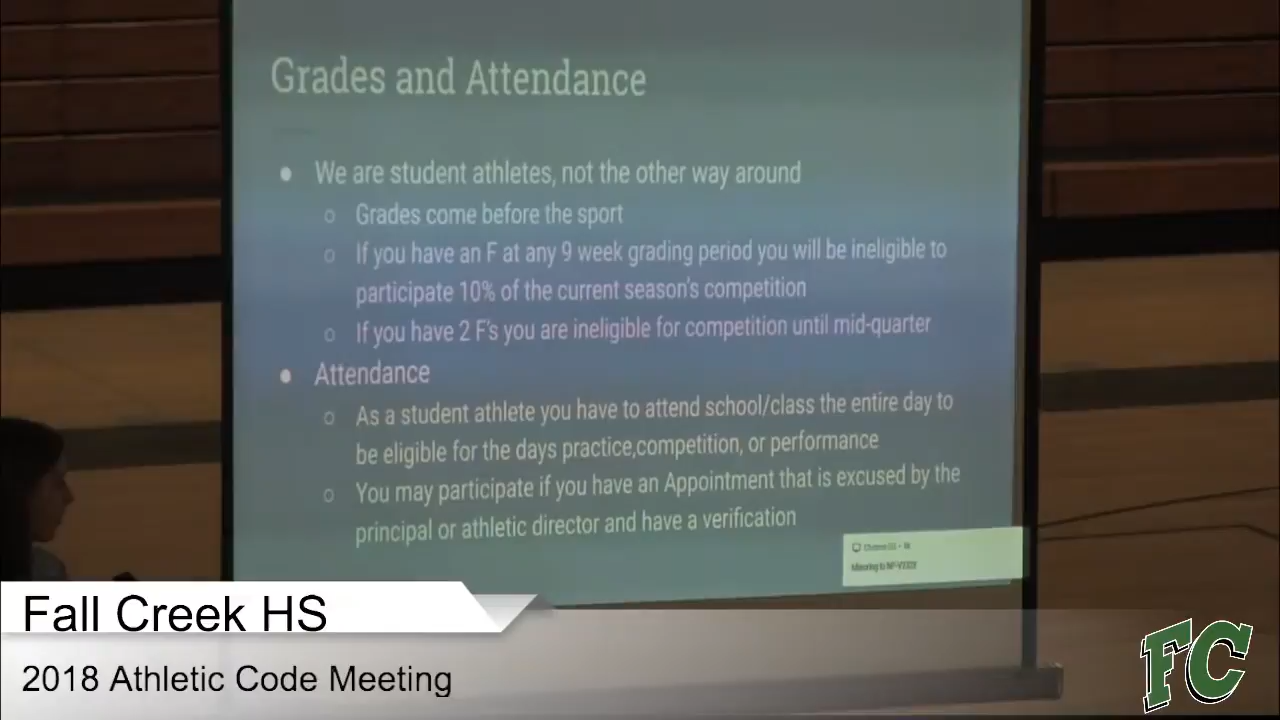 Grades and Attendance
● We are student athletes, not the other way around
○ Grades come before the sport
○ If you have an F at any 9 week grading period you will be ineligible to
participate 10% of the current season's competition
○ If you have 2 F's you are ineligible for competition until mid-quarter
● Attendance
○ As a student athlete you have to attend school/class the entire day to
be eligible for the days practice,competition, or performance
○ You may participate if you have an Appointment that is excused by the
principal or athletic director and have a verification
Mirroring to
Fall Creek HS
2018 Athletic Code Meeting
FC